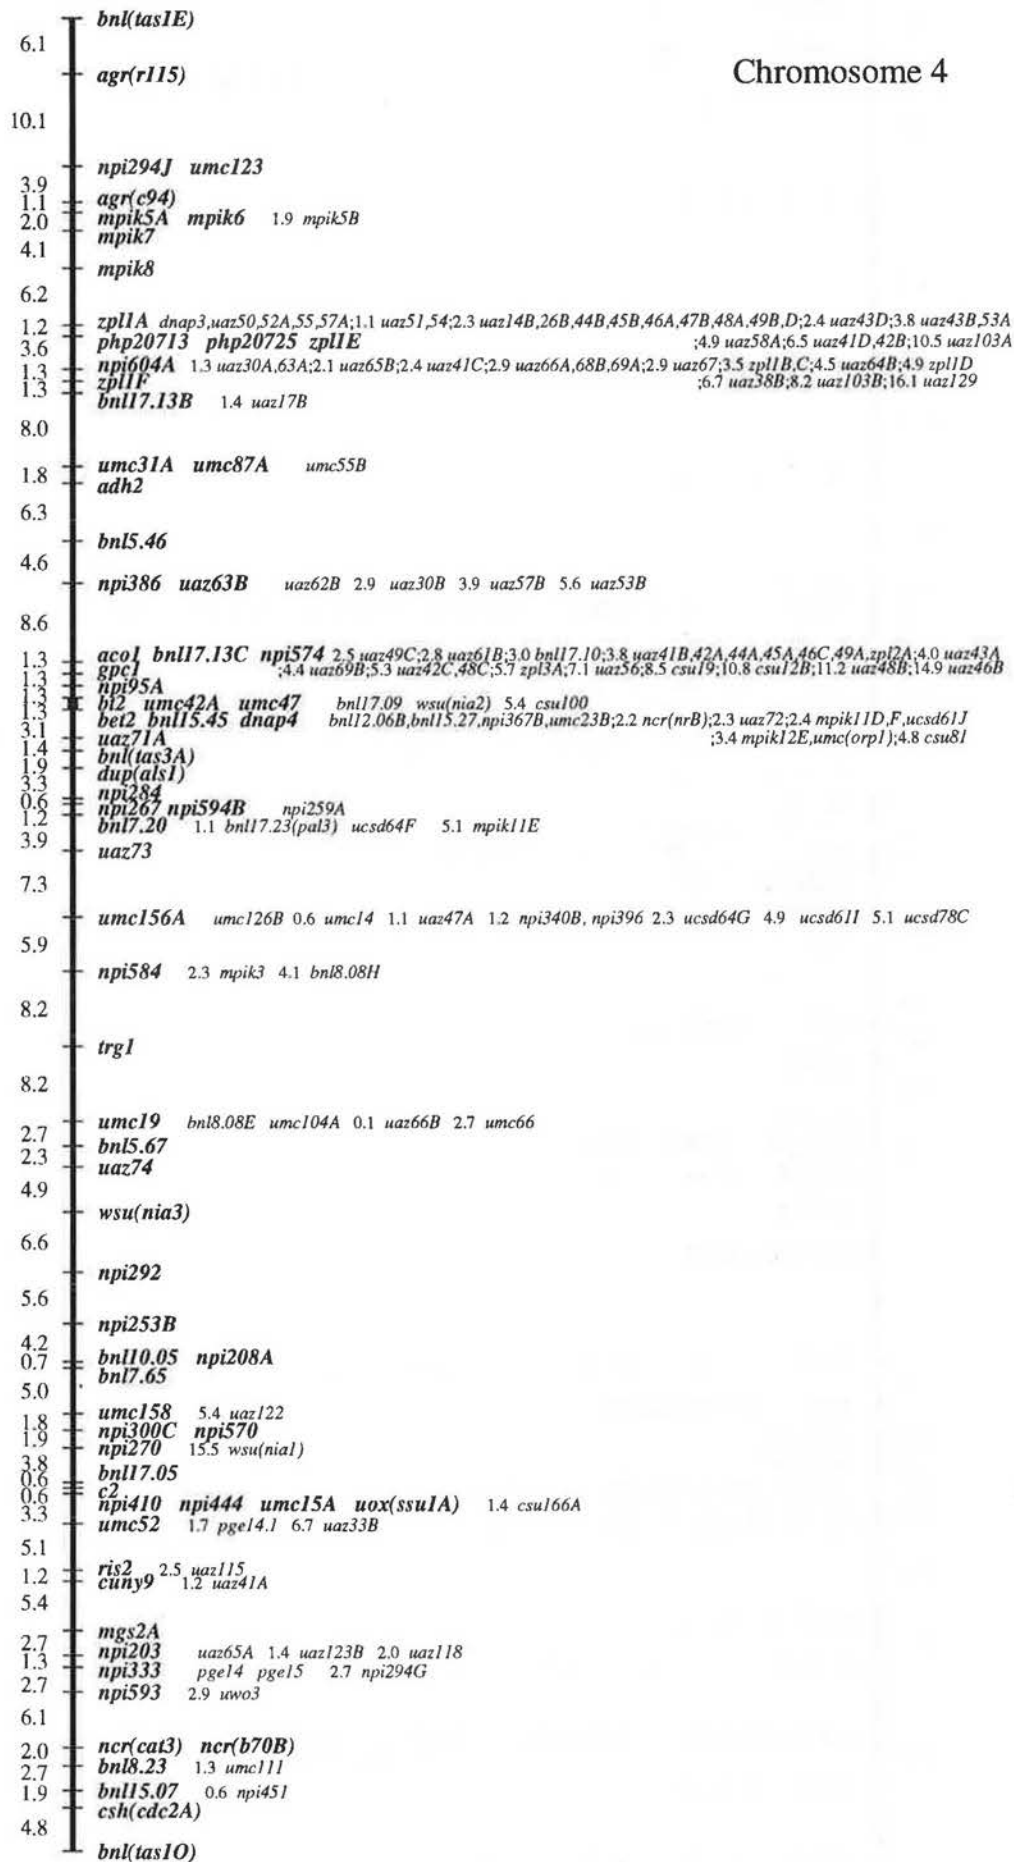 bnl(tas1E)
6.1
Chromosome 4
agr(r115)
10.1
npi294J umc123
3.9
agr(c94)
1.1
mpik5A mpik6 1.9 mpik5B
2.0
mpik7
4.1
mpik8
6.2
zpl1A dnap3,uaz50,52A,55,57A;1.1 uaz51,54;2.3 uaz14B,26B,44B,45B,46A,47B,48A,49B,D;2.4 uaz43D;3.8 uaz43B,53A
1.2
php20713 php20725 zpl1E ;4.9 uaz58A;6.5 uaz41D,42B;10.5 uaz103A
3.6
npi604A 1.3 uaz30A,63A;2.1 uaz65B;2.4 uaz41C;2.9 uaz66A,68B,69A;2.9 uaz67;3.5 zpl1B,C;4.5 uaz64B;4.9 zpl1D
1.3
zpl1F ;6.7 uaz38B;8.2 uaz103B;16.1 uaz129
1.3
bnl17.13B 1.4 uaz17B
8.0
umc31A umc87A umc55B
1.8
adh2
6.3
bnl5.46
4.6
npi386 uaz63B uaz62B 2.9 uaz30B 3.9 uaz57B 5.6 uaz53B
8.6
aco1 bnl17.13C npi574 2.5 uaz49C;2.8 uaz61B;3.0 bnl17.10;3.8 uaz41B,42A,44A,45A,46C,49A,zpl2A;4.0 uaz43A
1.3
gpc1 ;4.4 uaz69B;5.3 uaz42C,48C;5.7 zpl3A;7.1 uaz56;8.5 csu19;10.8 csu12B;11.2 uaz48B;14.9 uaz46B
1.3
npi95A
1.3
bt2 umc42A umc47 bnl17.09 wsu(nia2) 5.4 csu100
1.3
bet2 bnl15.45 dnap4 bnl12.06B,bnl15.27,npi367B,umc23B;2.2 ncr(nrB);2.3 uaz72;2.4 mpik11D,F,ucsd61J
3.1
uaz71A ;3.4 mpik12E,umc(orp1);4.8 csu81
1.4
bnl(tas3A)
1.9
dup(als1)
3.3
npi284
0.6
npi267 npi594B npi259A
1.2
bnl7.20 1.1 bnl17.23(pal3) ucsd64F 5.1 mpik11E
3.9
uaz73
7.3
umc156A umc126B 0.6 umc14 1.1 uaz47A 1.2 npi340B, npi396 2.3 ucsd64G 4.9 ucsd61I 5.1 ucsd78C
5.9
npi584 2.3 mpik3 4.1 bnl8.08H
8.2
trg1
8.2
umc19 bnl8.08E umc104A 0.1 uaz66B 2.7 umc66
2.7
bnl5.67
2.3
uaz74
4.9
wsu(nia3)
6.6
npi292
5.6
npi253B
4.2
bnl10.05 npi208A
0.7
bnl7.65
5.0
umc158 5.4 uaz122
1.8
npi300C npi570
1.9
npi270 15.5 wsu(nia1)
3.8
bnl17.05
0.6
c2
0.6
npi410 npi444 umc15A uox(ssu1A) 1.4 csu166A
3.3
umc52 1.7 pge14.1 6.7 uaz33B
5.1
ris2 2.5 uaz115
1.2
cuny9 1.2 uaz41A
5.4
mgs2A
2.7
npi203 uaz65A 1.4 uaz123B 2.0 uaz118
1.3
npi333 pge14 pge15 2.7 npi294G
2.7
npi593 2.9 uwo3
6.1
ncr(cat3) ncr(b70B)
2.0
bnl8.23 1.3 umc111
2.7
bnl15.07 0.6 npi451
1.9
csh(cdc2A)
4.8
bnl(tas1O)